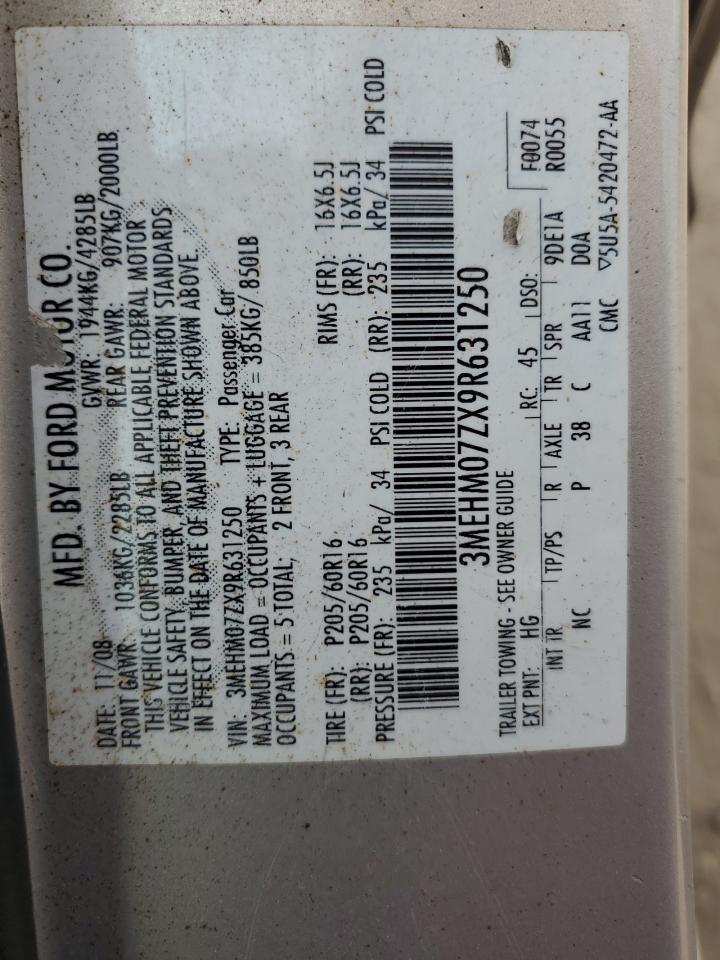 MFD. BY FORD MOTOR CO.
DATE: 11/08 GVWR: 1944KG/4285LB
FRONT GAWR: 1036KG/2285LB REAR GAWR: 907KG/2000LB
THIS VEHICLE CONFORMS TO ALL APPLICABLE FEDERAL MOTOR
VEHICLE SAFETY, BUMPER, AND THEFT PREVENTION STANDARDS
IN EFFECT ON THE DATE OF MANUFACTURE SHOWN ABOVE.
VIN: 3MEHM07ZX9R631250 TYPE: Passenger Car
MAXIMUM LOAD = OCCUPANTS + LUGGAGE = 385KG/ 850LB
OCCUPANTS = 5 TOTAL; 2 FRONT, 3 REAR
TIRE (FR): P205/60R16 RIMS (FR): 16X6.5J
(RR): P205/60R16 (RR): 16X6.5J
PRESSURE (FR): 235 kPa/ 34 PSI COLD (RR): 235 kPa/ 34 PSI COLD
3MEHM07ZX9R631250
TRAILER TOWING - SEE OWNER GUIDE F0074
EXT PNT: HG RC: 45 DSO: R0055
INT TR TP/PS R AXLE TR SPR 9DE1A
NC P 38 C AA11 D0A
CMC ▽5U5A-5420472-AA